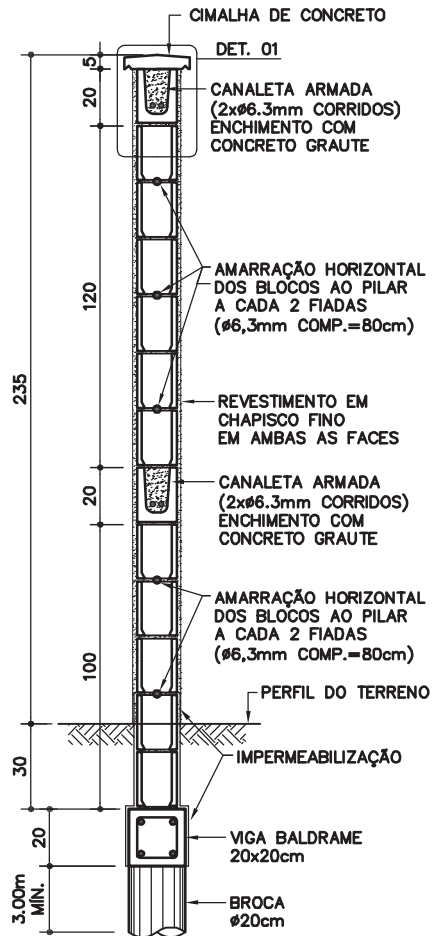 CIMALHA DE CONCRETO
DET. 01
5
20
CANALETA ARMADA
(2xø6.3mm CORRIDOS)
ENCHIMENTO COM
CONCRETO GRAUTE
120
235
AMARRAÇÃO HORIZONTAL
DOS BLOCOS AO PILAR
A CADA 2 FIADAS
(ø6,3mm COMP.=80cm)
REVESTIMENTO EM
CHAPISCO FINO
EM AMBAS AS FACES
20
CANALETA ARMADA
(2xø6.3mm CORRIDOS)
ENCHIMENTO COM
CONCRETO GRAUTE
100
AMARRAÇÃO HORIZONTAL
DOS BLOCOS AO PILAR
A CADA 2 FIADAS
(ø6,3mm COMP.=80cm)
PERFIL DO TERRENO
30
IMPERMEABILIZAÇÃO
20
VIGA BALDRAME
20x20cm
3.00m
MÍN.
BROCA
ø20cm